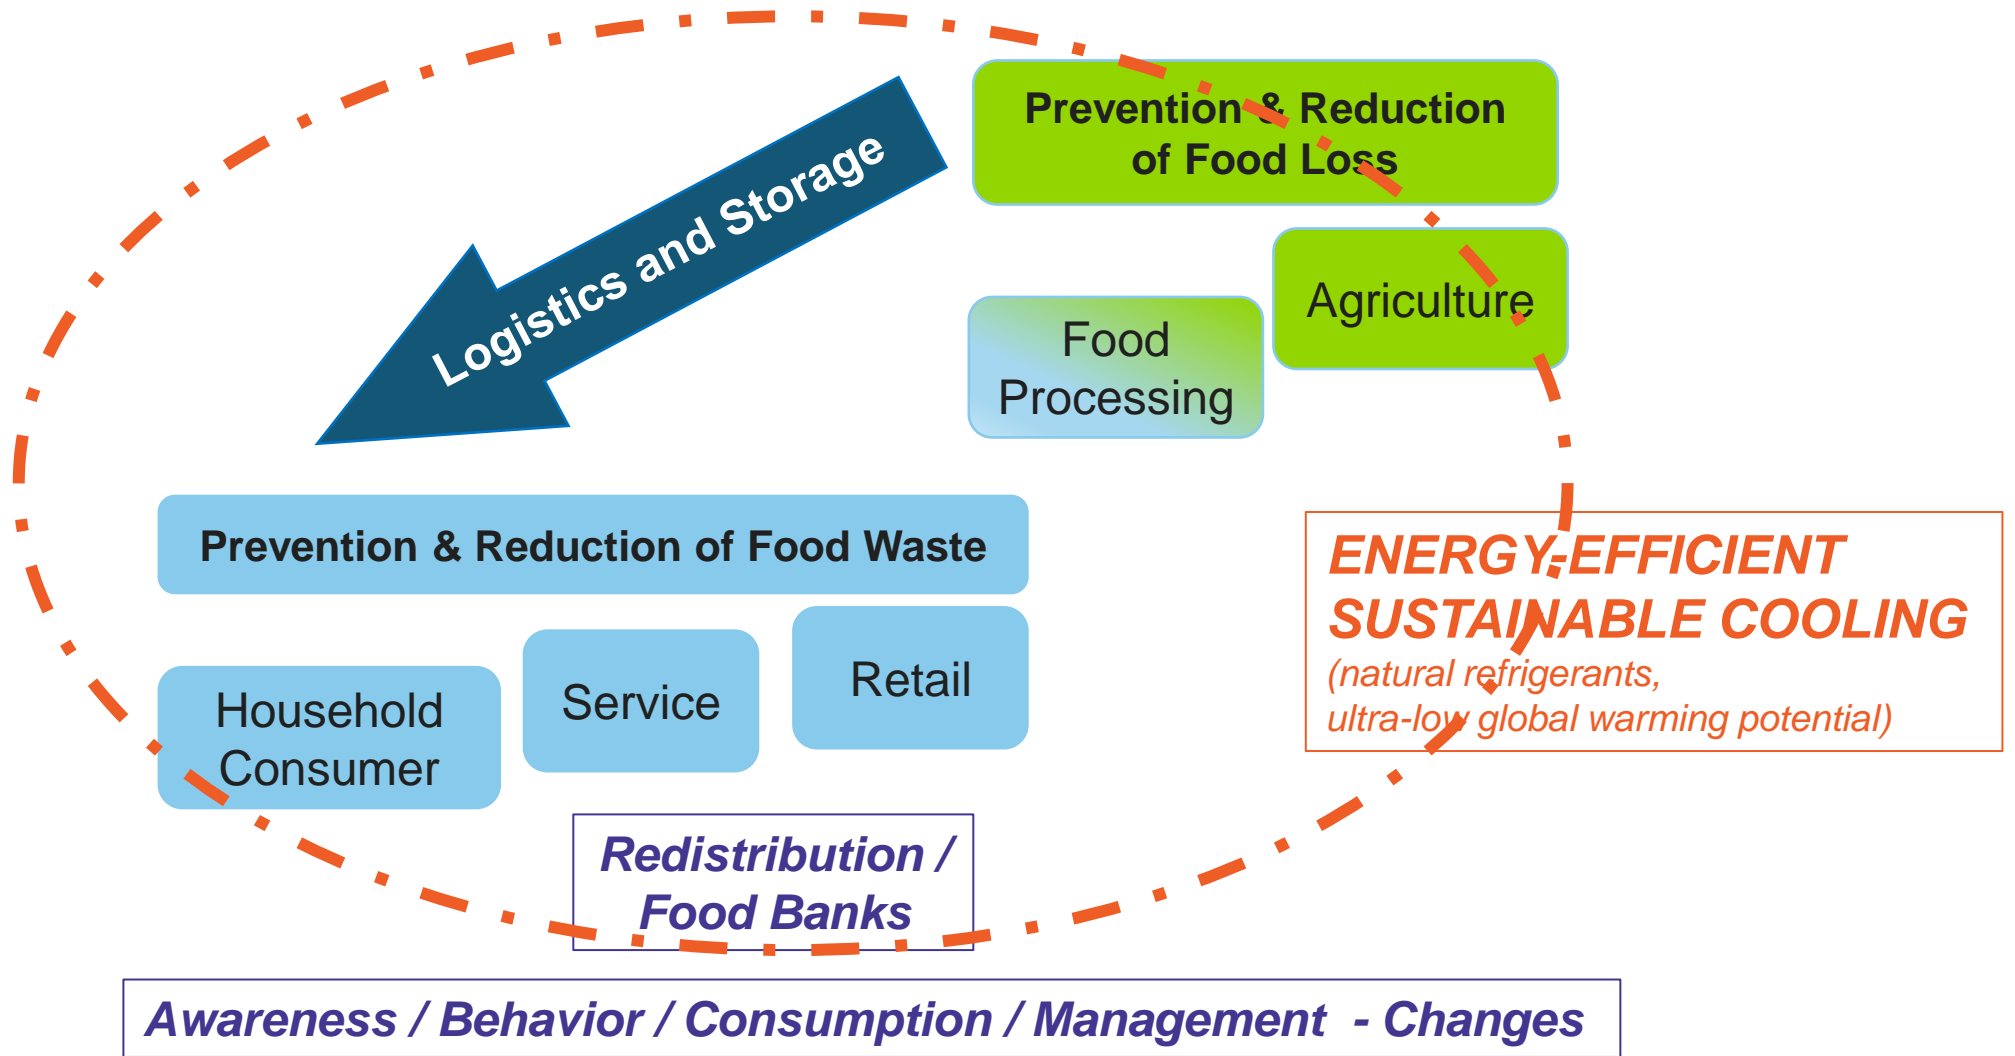 Prevention & Reduction
of Food Loss
Logistics and Storage
Agriculture
Food
Processing
Prevention & Reduction of Food Waste
ENERGY-EFFICIENT
SUSTAINABLE COOLING
(natural refrigerants,
ultra-low global warming potential)
Household
Consumer
Service
Retail
Redistribution /
Food Banks
Awareness / Behavior / Consumption / Management - Changes